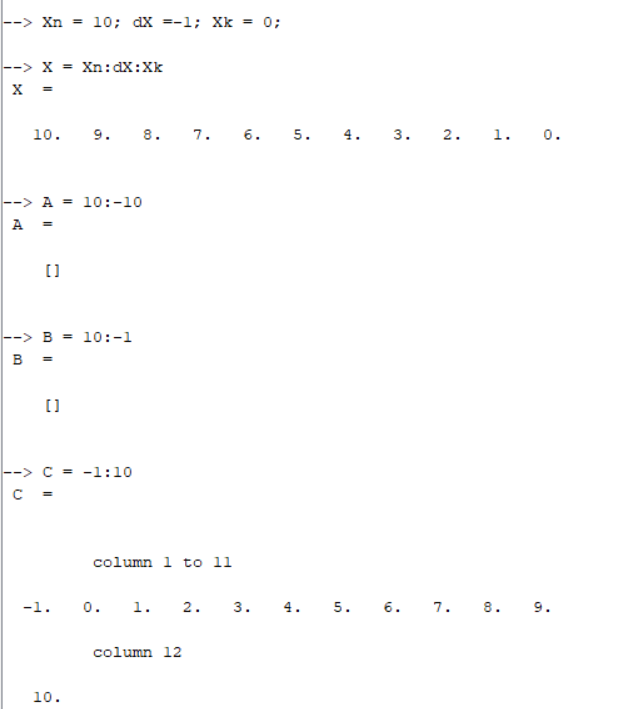 --> Xn = 10; dX =-1; Xk = 0;
--> X = Xn:dX:Xk
X  =
10.   9.   8.   7.   6.   5.   4.   3.   2.   1.   0.
--> A = 10:-10
A  =
[]
--> B = 10:-1
B  =
[]
--> C = -1:10
C  =
column 1 to 11
-1.   0.   1.   2.   3.   4.   5.   6.   7.   8.   9.
column 12
10.